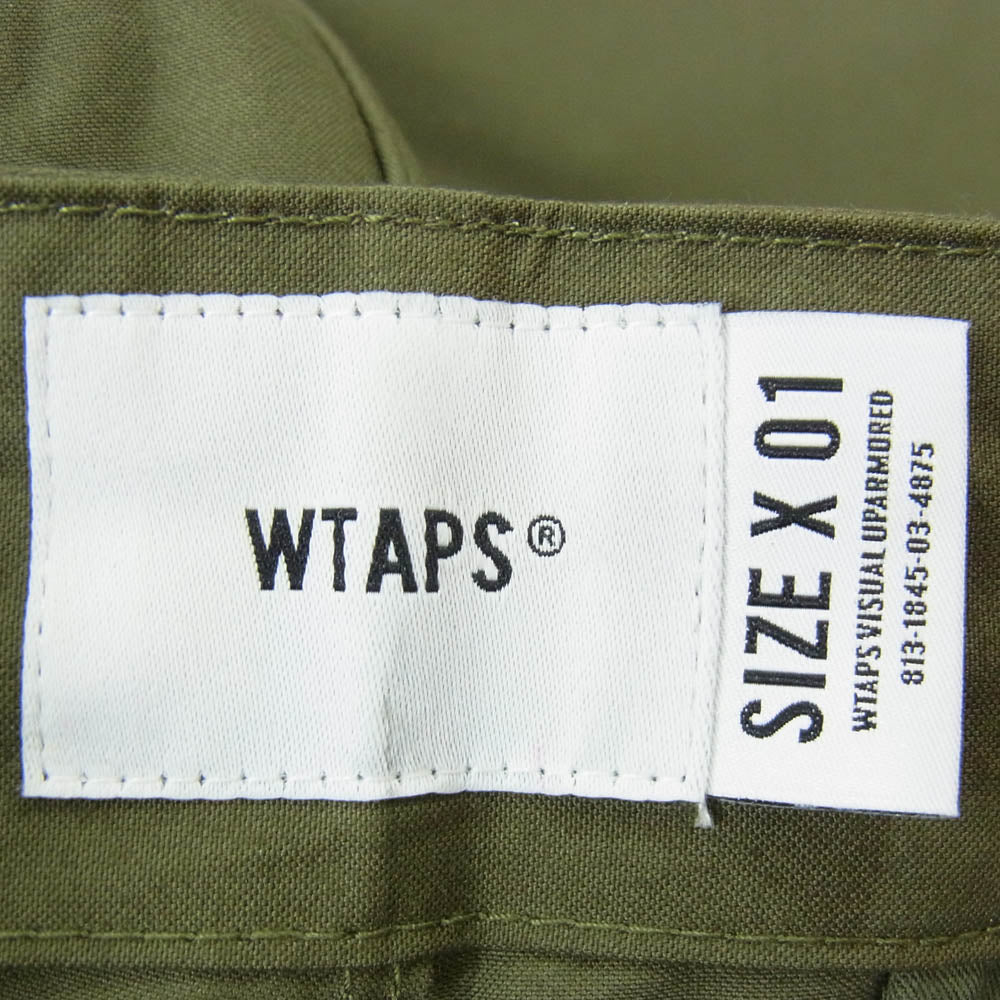 WTAPS®
SIZE X 01
WTAPS VISUAL UPARMORED
813-1845-03-4875